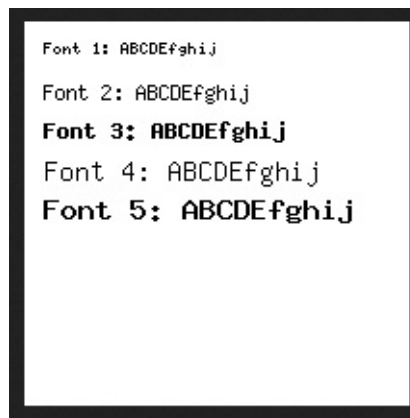 Font 1: ABCDEfghij
Font 2: ABCDEfghij
Font 3: ABCDEfghij
Font 4: ABCDEfghij
Font 5: ABCDEfghij